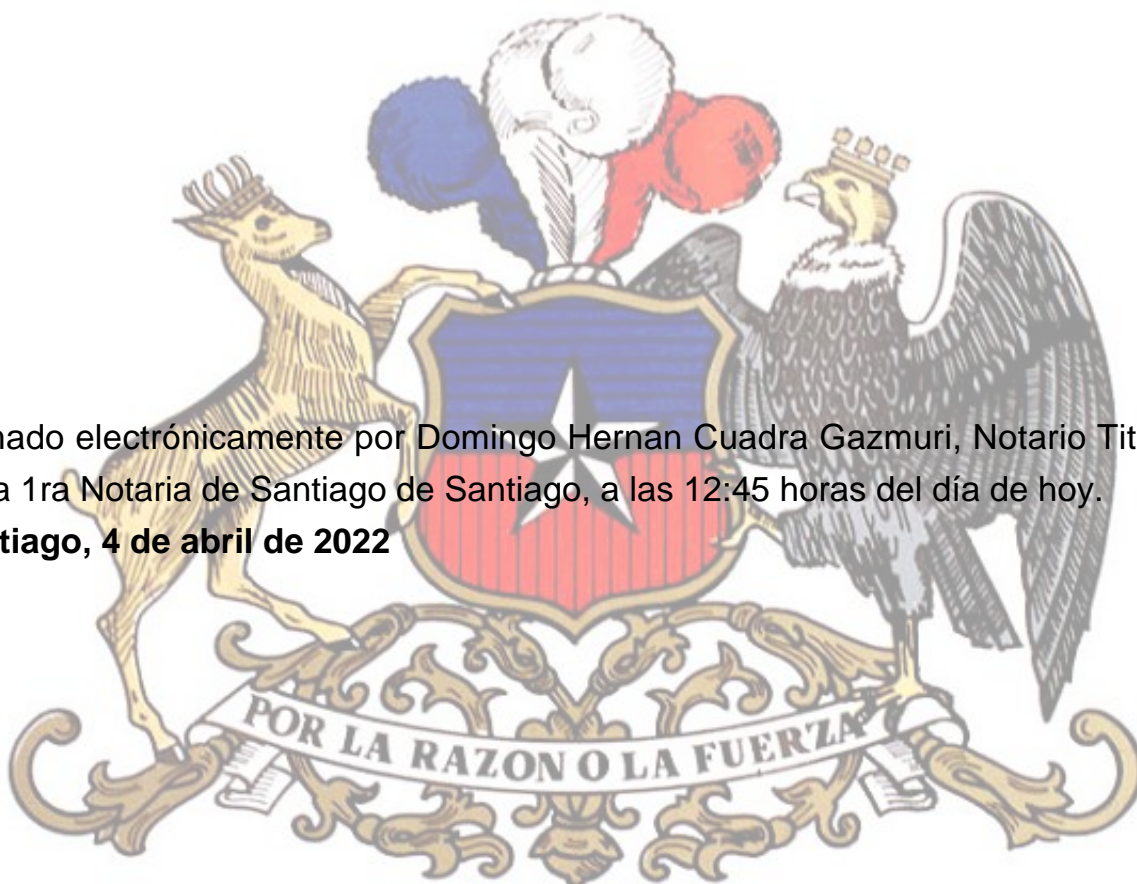 nado electrónicamente por Domingo Hernan Cuadra Gazmuri, Notario Tit
a 1ra Notaria de Santiago de Santiago, a las 12:45 horas del día de hoy.
tiago, 4 de abril de 2022
POR LA RAZON O LA FUERZA